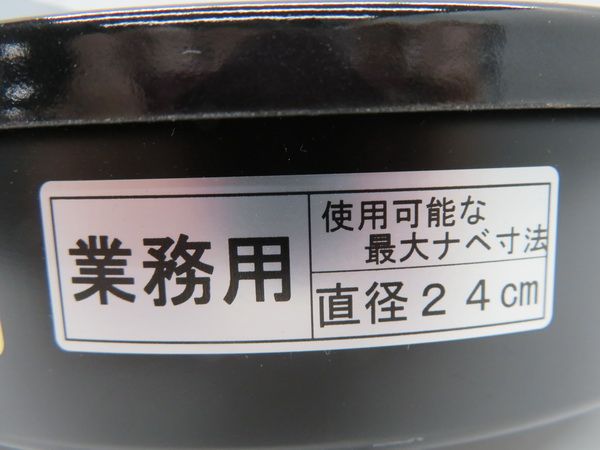 業務用
使用可能な
最大ナベ寸法
直径24cm